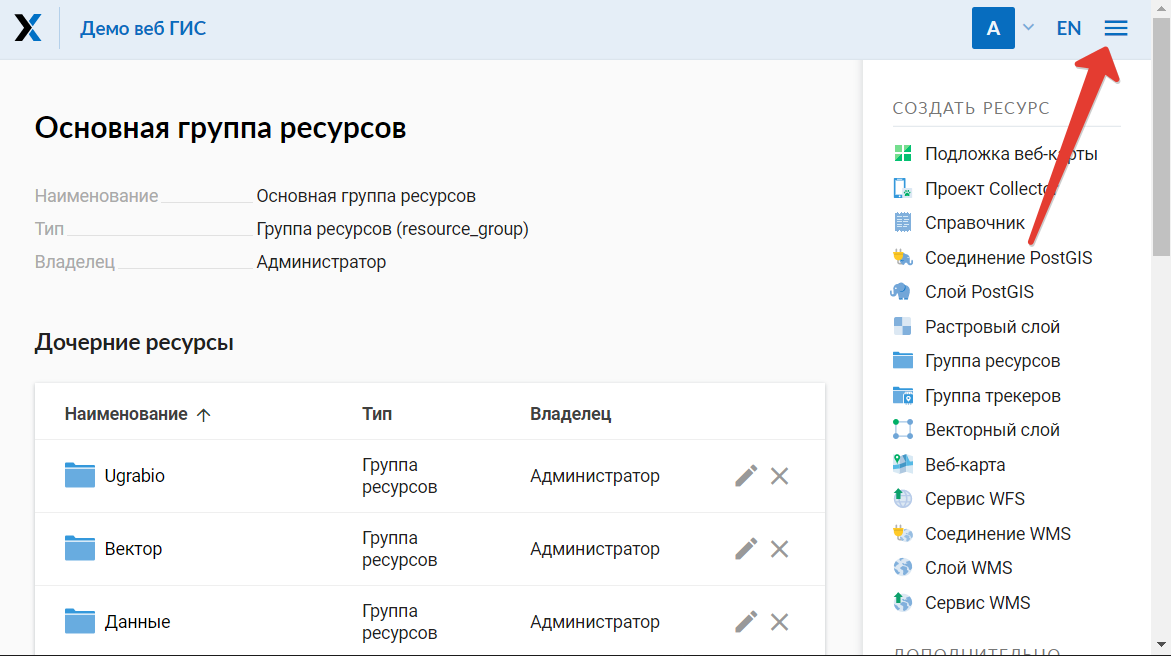 Демо веб ГИС
A
EN
Основная группа ресурсов
Наименование Основная группа ресурсов
Тип Группа ресурсов (resource_group)
Владелец Администратор
Дочерние ресурсы
Наименование Тип Владелец
Ugrabio Группа ресурсов Администратор
Вектор Группа ресурсов Администратор
Данные Группа ресурсов Администратор
СОЗДАТЬ РЕСУРС
Подложка веб-карты
Проект Collector
Справочник
Соединение PostGIS
Слой PostGIS
Растровый слой
Группа ресурсов
Группа трекеров
Векторный слой
Веб-карта
Сервис WFS
Соединение WMS
Слой WMS
Сервис WMS
ДОПОЛНИТЕЛЬНО